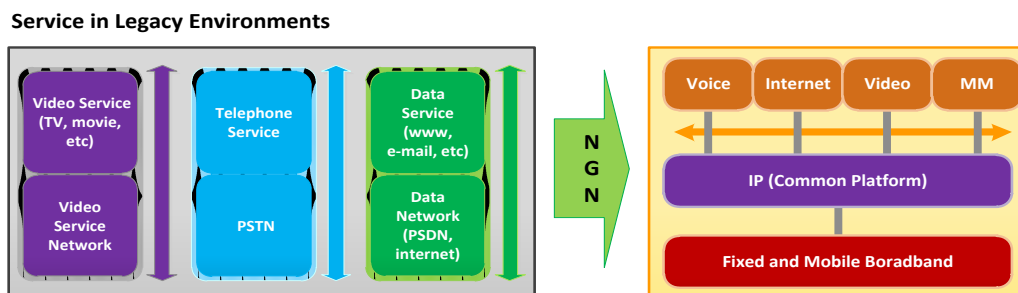 Service in Legacy Environments
Video Service
(TV, movie,
etc)
Video
Service
Network
Telephone
Service
PSTN
Data
Service
(www,
e-mail, etc)
Data
Network
(PSDN,
internet)
N
G
N
Voice
Internet
Video
MM
IP (Common Platform)
Fixed and Mobile Boradband